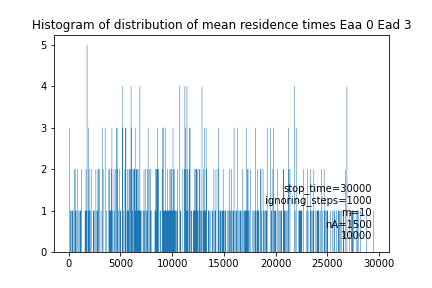 Histogram of distribution of mean residence times Eaa 0 Ead 3
5
4
3
2
1
0
stop_time=30000
ignoring_steps=1000
m=10
nA=1500
10000
0
5000
10000
15000
20000
25000
30000